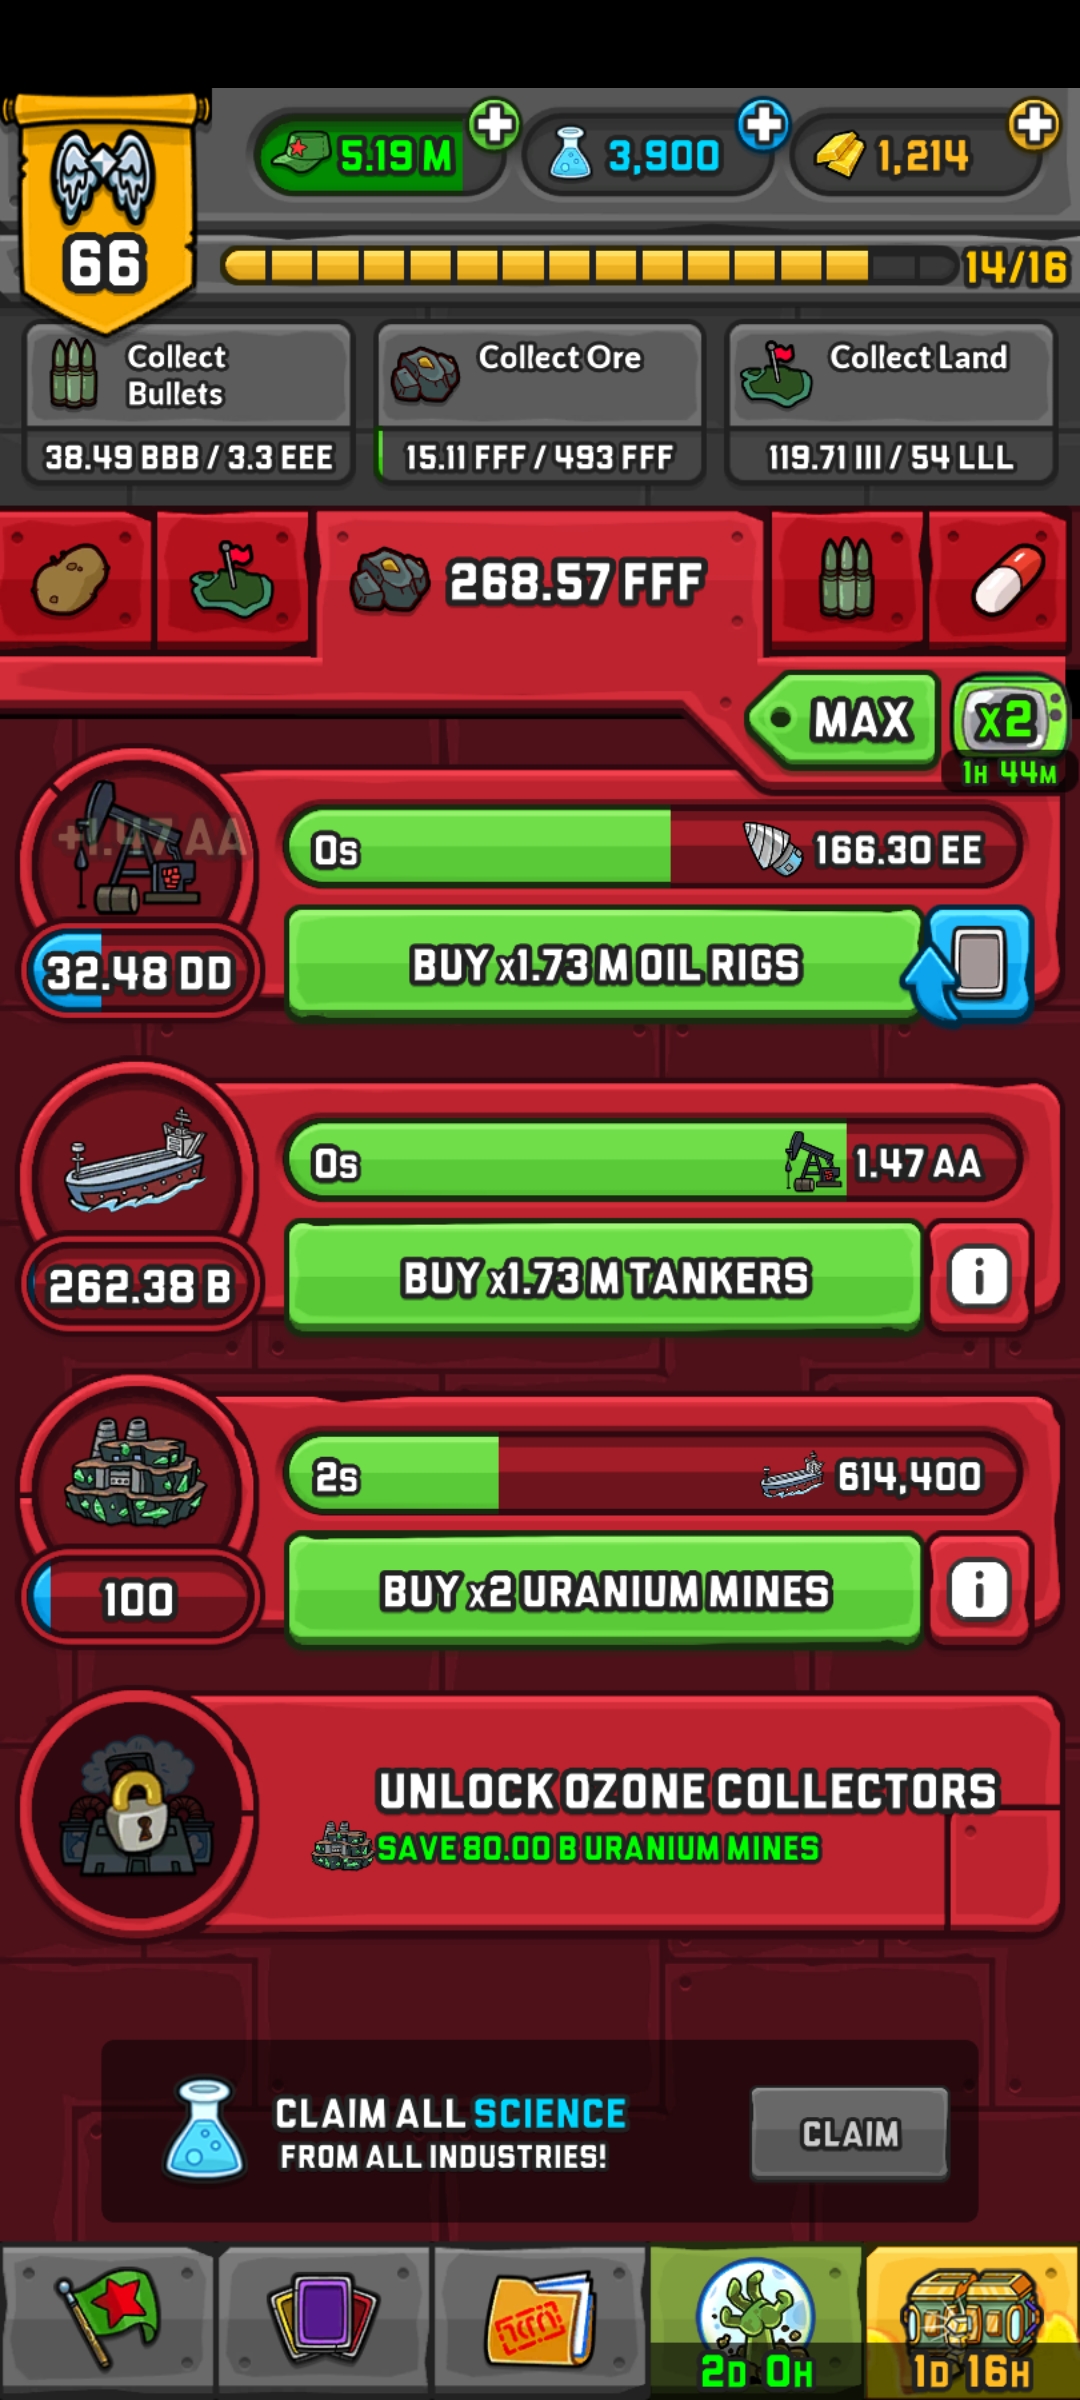 66
5.19 M
3,900
1,214
14/16
Collect
Bullets
38.49 BBB / 3.3 EEE
Collect Ore
15.11 FFF / 493 FFF
Collect Land
119.71 III / 54 LLL
268.57 FFF
MAX
x2
1H 44M
+1.47 AA
0s
166.30 EE
32.48 DD
BUY x1.73 M OIL RIGS
0s
1.47 AA
262.38 B
BUY x1.73 M TANKERS
i
2s
614,400
100
BUY x2 URANIUM MINES
i
UNLOCK OZONE COLLECTORS
SAVE 80.00 B URANIUM MINES
CLAIM ALL SCIENCE
FROM ALL INDUSTRIES!
CLAIM
2D 0H
1D 16H